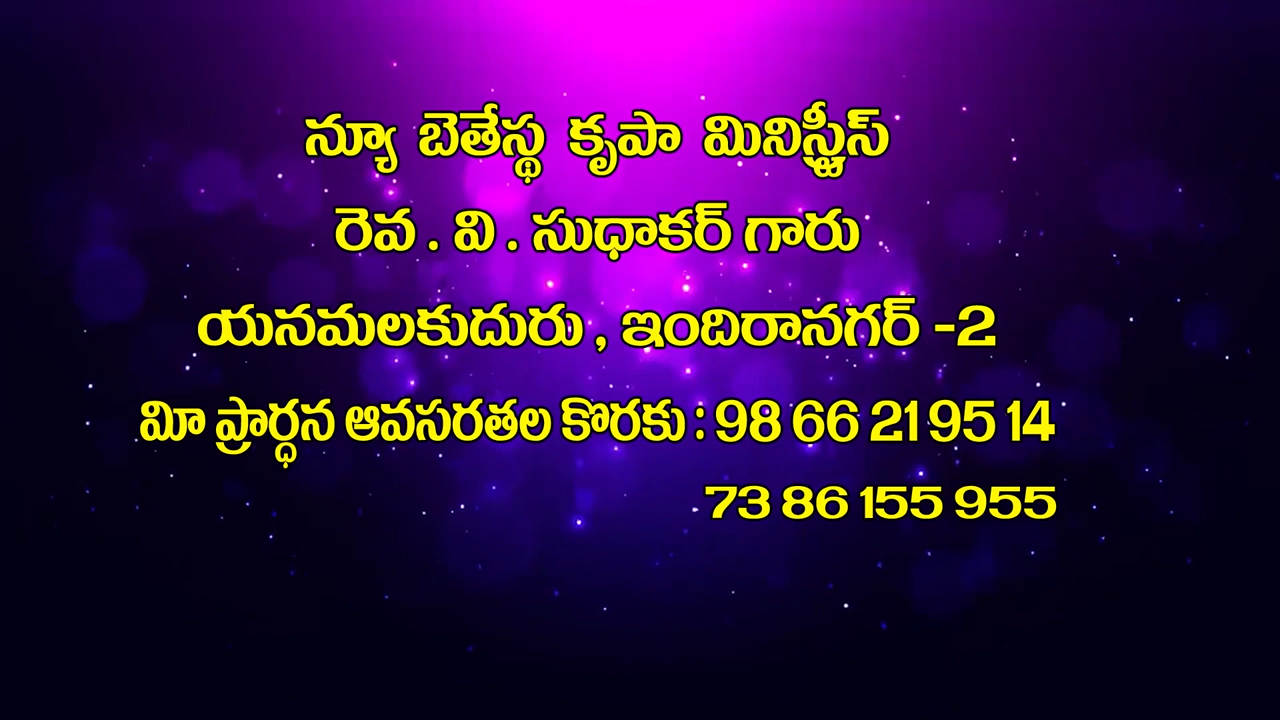 న్యూ బెతేస్థ కృపా మినిస్ట్రీస్
రెవ . వి . సుధాకర్ గారు
యనమలకుదురు , ఇందిరానగర్ -2
మీ ప్రార్ధన ఆవసరతల కొరకు : 98 66 21 95 14
73 86 155 955